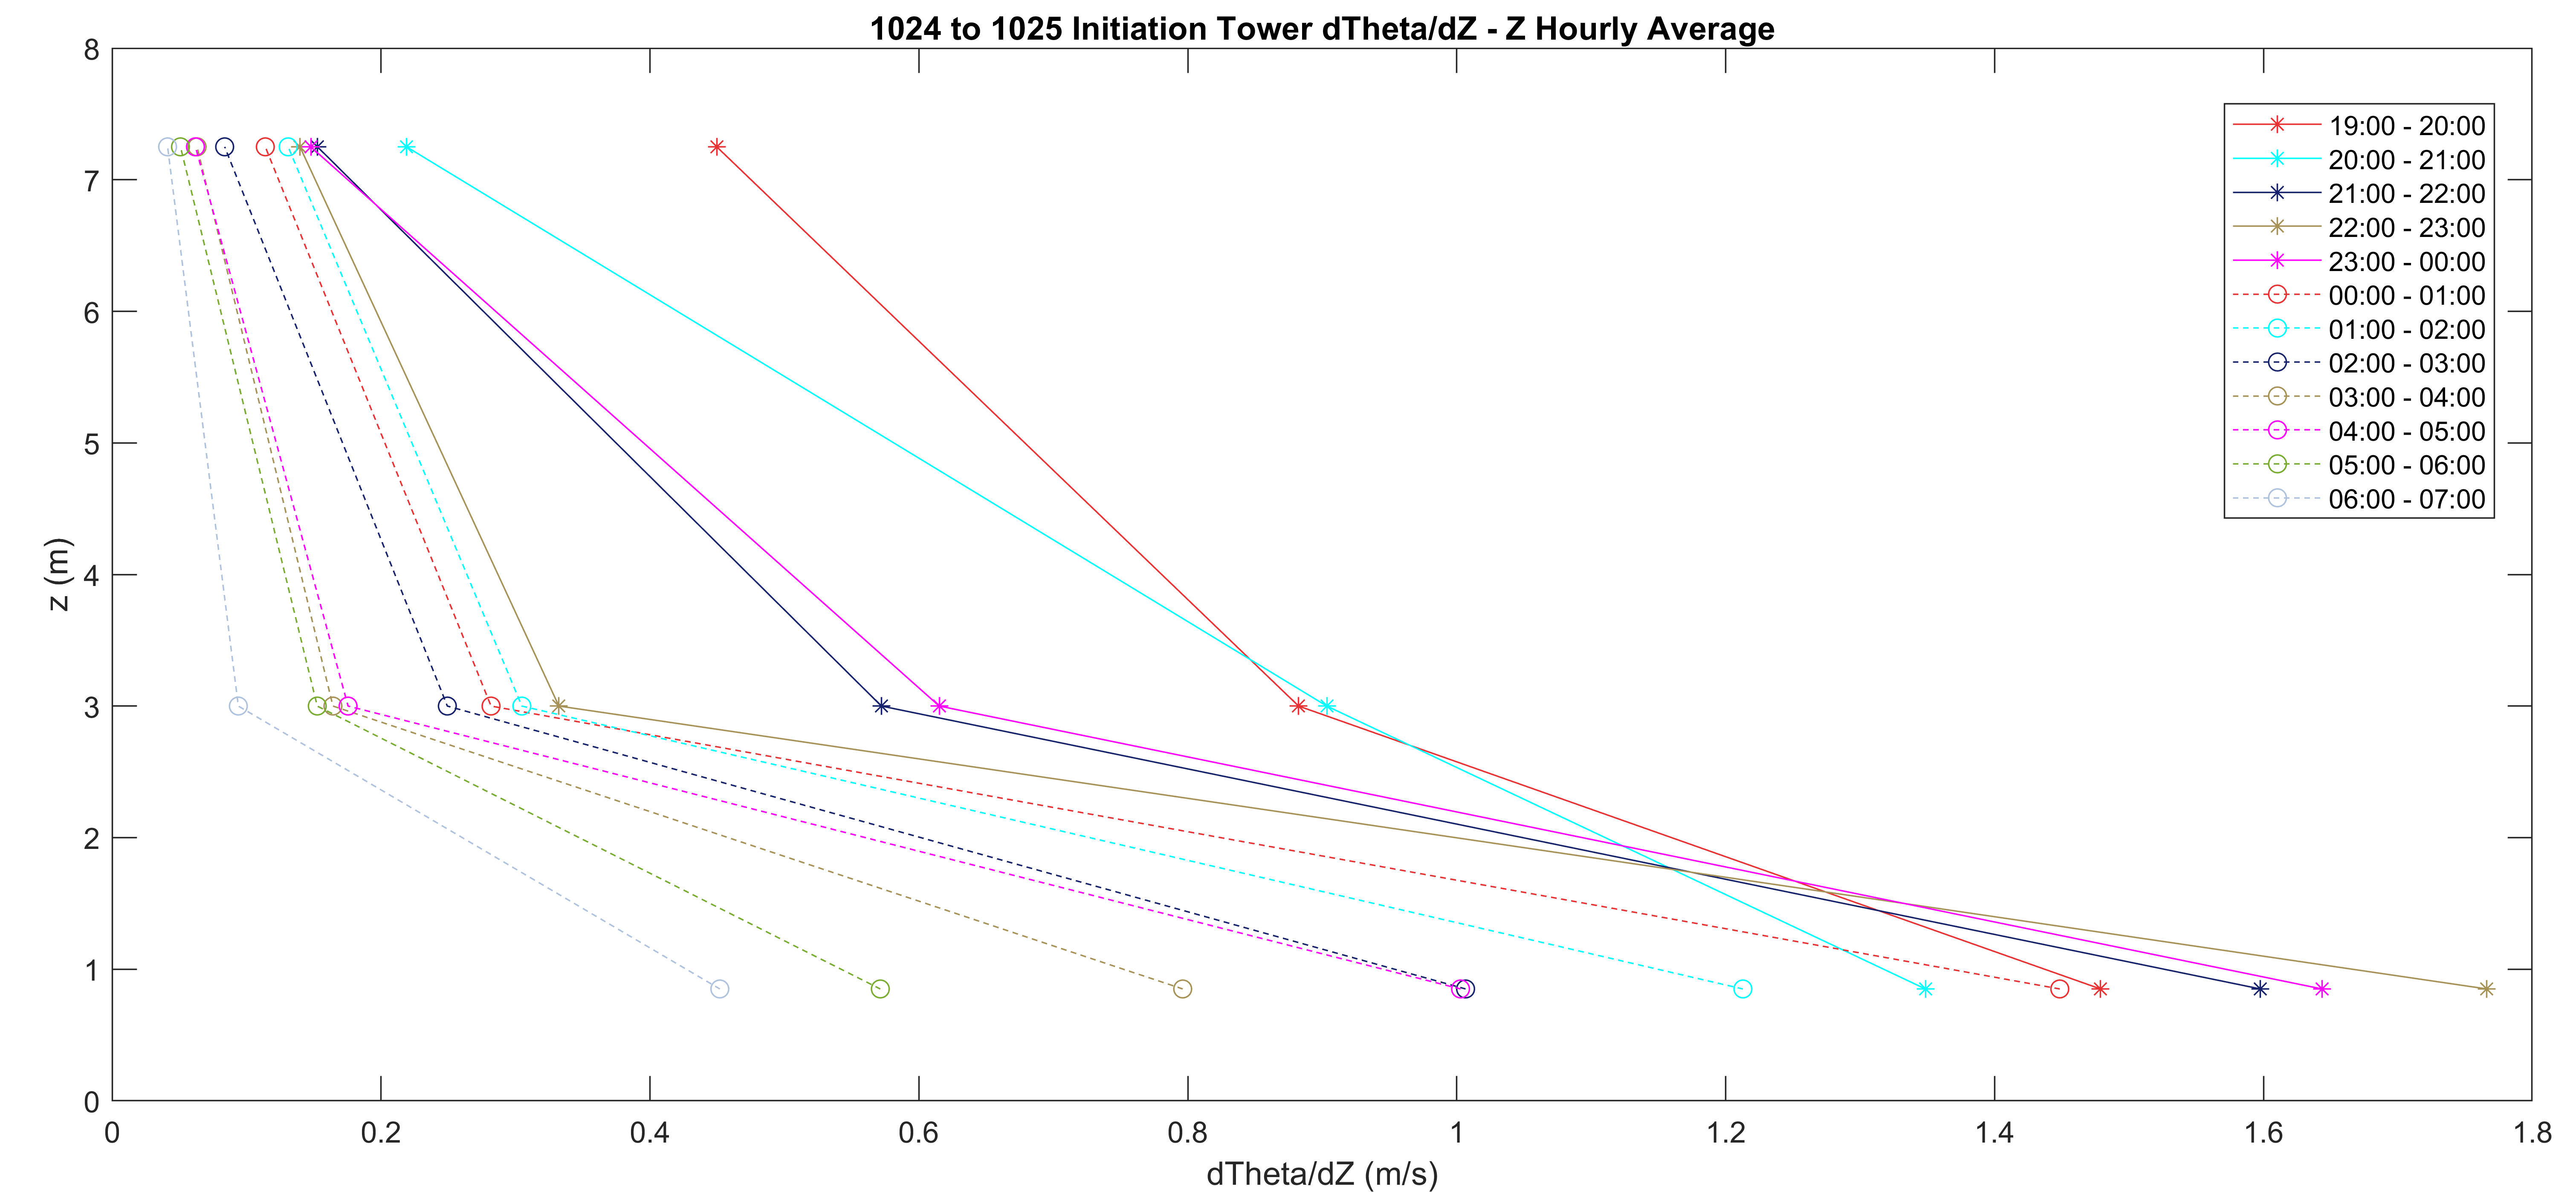 1024 to 1025 Initiation Tower dTheta/dZ - Z Hourly Average
8
7
6
5
4
3
2
1
0
z (m)
19:00 - 20:00
20:00 - 21:00
21:00 - 22:00
22:00 - 23:00
23:00 - 00:00
00:00 - 01:00
01:00 - 02:00
02:00 - 03:00
03:00 - 04:00
04:00 - 05:00
05:00 - 06:00
06:00 - 07:00
0 0.2 0.4 0.6 0.8 1 1.2 1.4 1.6 1.8
dTheta/dZ (m/s)